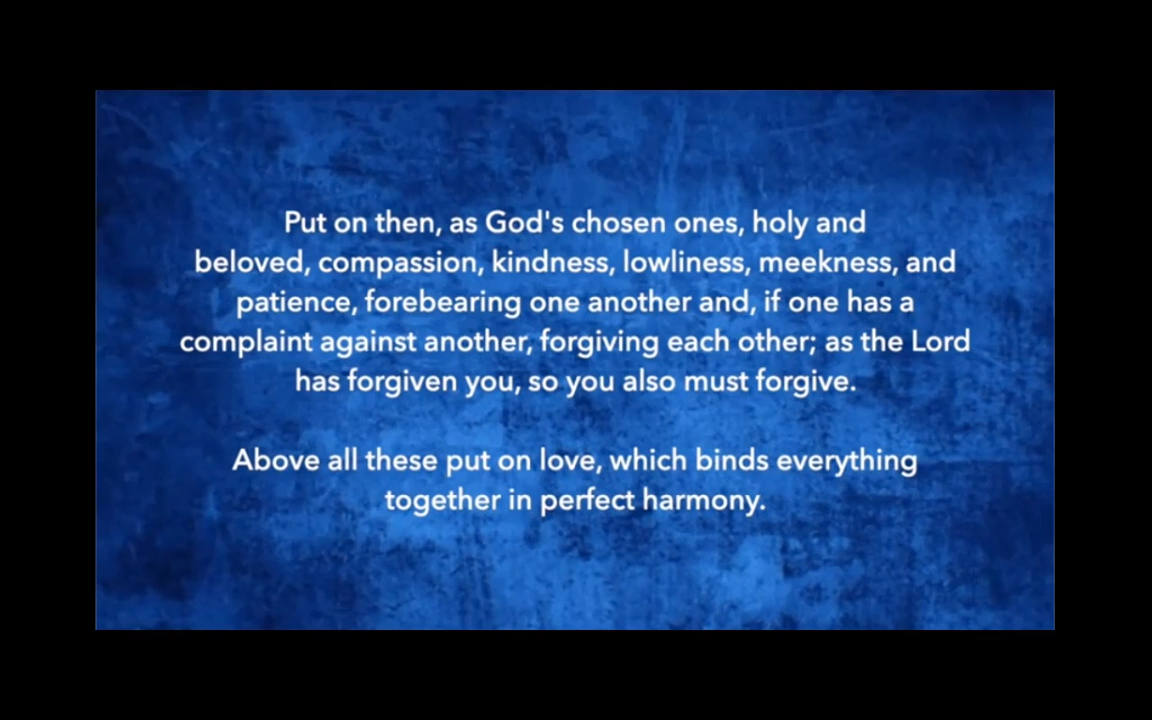 Put on then, as God's chosen ones, holy and
beloved, compassion, kindness, lowliness, meekness, and
patience, forebearing one another and, if one has a
complaint against another, forgiving each other; as the Lord
has forgiven you, so you also must forgive.
Above all these put on love, which binds everything
together in perfect harmony.